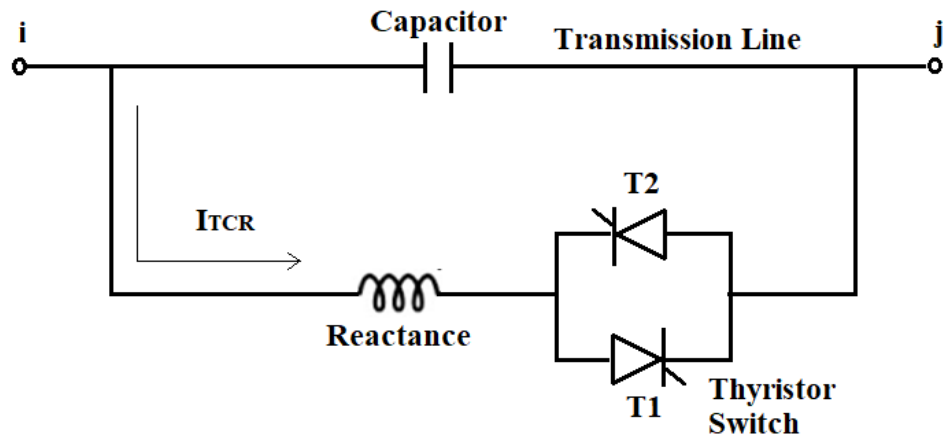 i
Capacitor
Transmission Line
j
T2
ITCR
Reactance
T1
Thyristor
Switch